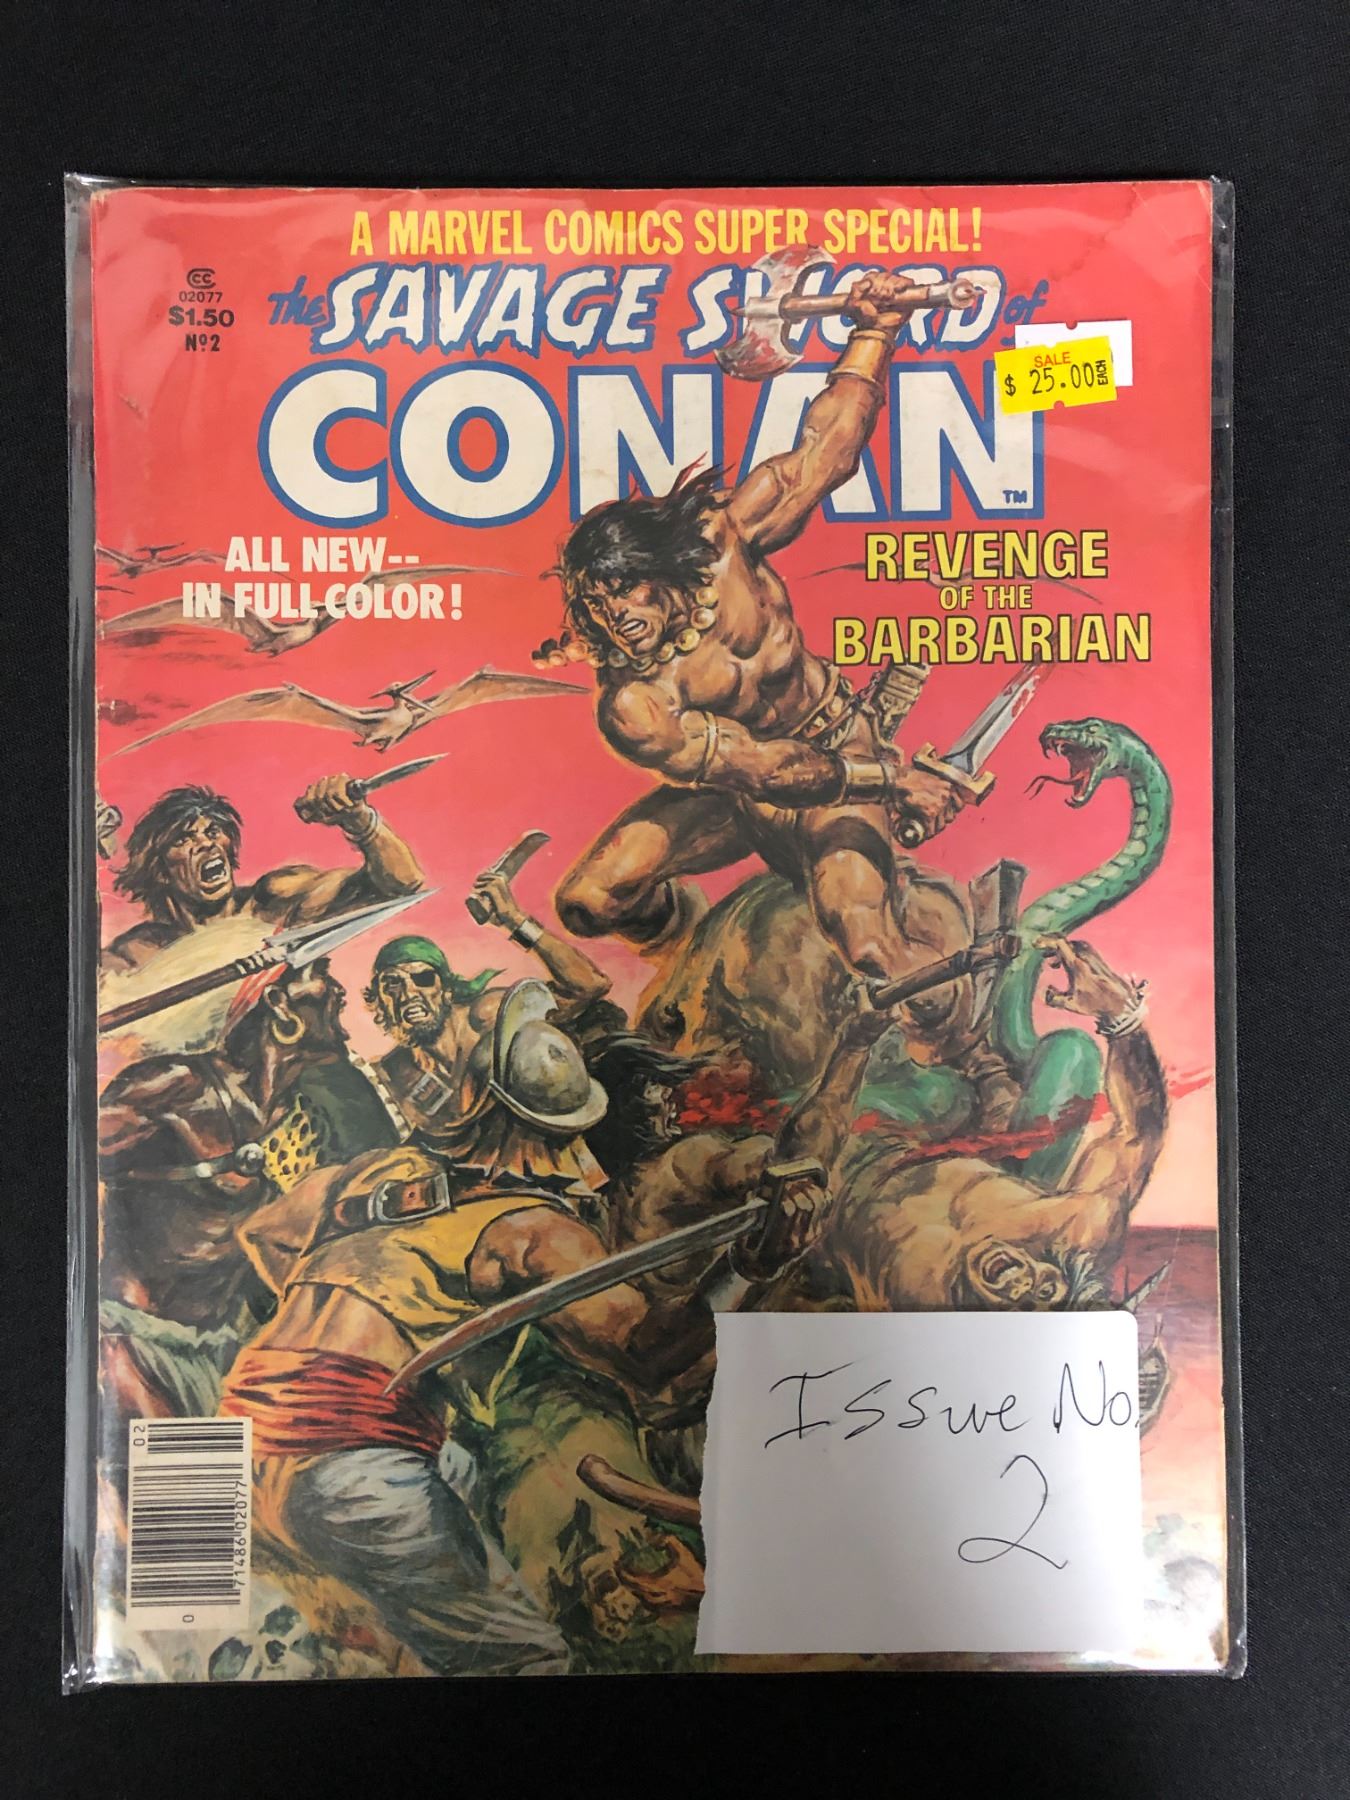 A MARVEL COMICS SUPER SPECIAL!
CC
02077
$1.50
Nº2
The SAVAGE SWORD of
CONAN TM
SALE
$ 25.00 EACH
ALL NEW--
IN FULL COLOR!
REVENGE
OF THE
BARBARIAN
Issue No.
2
02
0 71486 02077